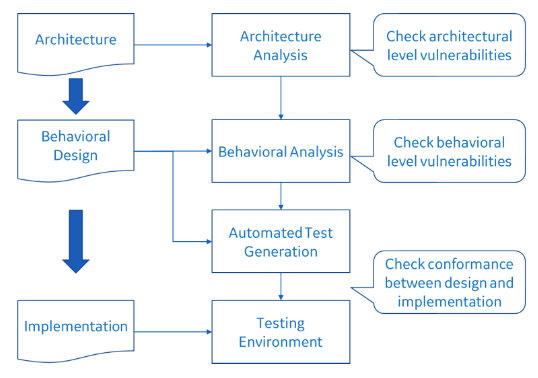 Architecture
Architecture
Analysis
Check architectural
level vulnerabilities
Behavioral
Design
Behavioral Analysis
Check behavioral
level vulnerabilities
Automated Test
Generation
Check conformance
between design and
implementation
Implementation
Testing
Environment